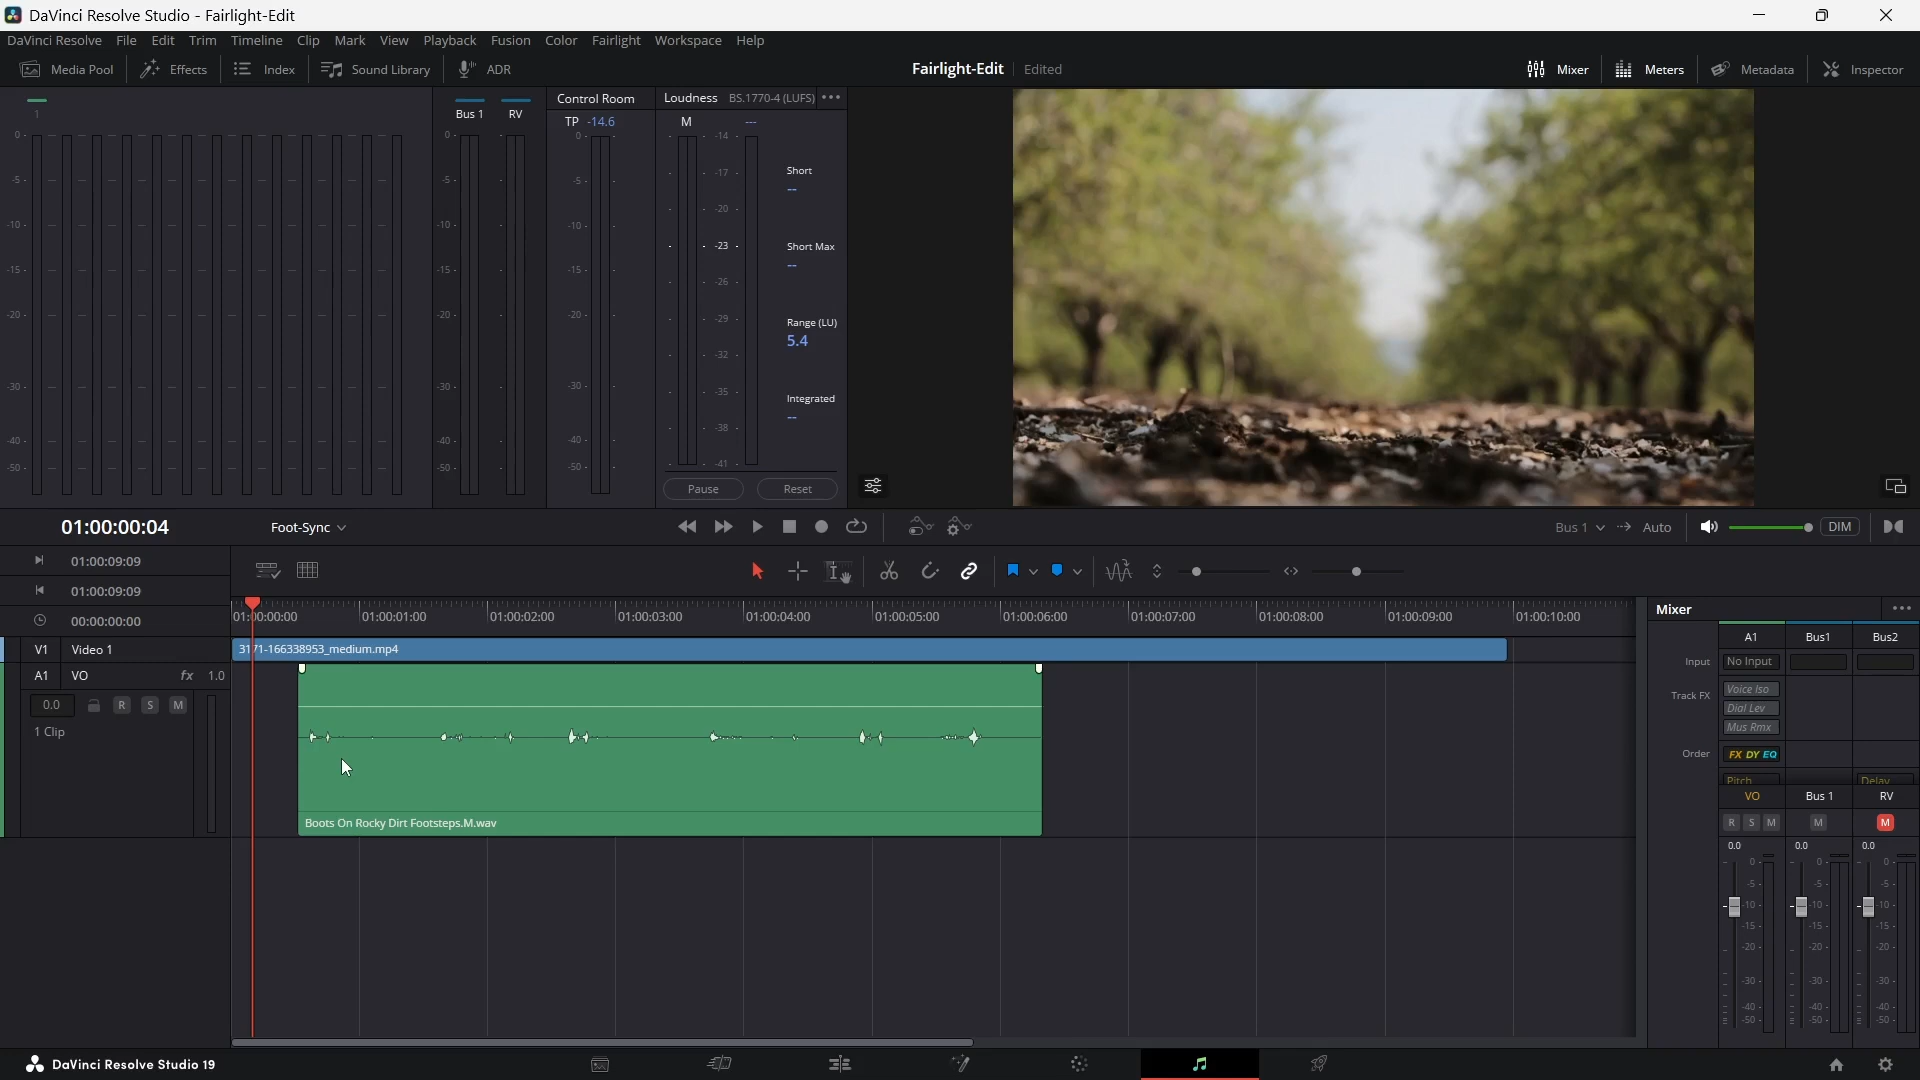 DaVinci Resolve Studio - Fairlight-Edit
DaVinci Resolve File Edit Trim Timeline Clip Mark View Playback Fusion Color Fairlight Workspace Help
Media Pool Effects Index Sound Library ADR Fairlight-Edit Edited Mixer Meters Metadata Inspector
1 Bus 1 RV Control Room Loudness BS.1770-4 (LUFS)
TP -14.6 M
0 -5 -10 -15 -20 -30 -40 -50
0 -5 -10 -15 -20 -30 -40 -50
0 -5 -10 -15 -20 -30 -40 -50
-14 -17 -20 -23 -26 -29 -32 -35 -38 -41
Short
--
Short Max
--
Range (LU)
5.4
Integrated
--
Pause Reset
01:00:00:04 Foot-Sync Bus 1 Auto DIM
01:00:09:09
01:00:09:09
00:00:00:00
01:00:00:00 01:00:01:00 01:00:02:00 01:00:03:00 01:00:04:00 01:00:05:00 01:00:06:00 01:00:07:00 01:00:08:00 01:00:09:00 01:00:10:00
V1 Video 1 3171-166338953_medium.mp4
A1 VO fx 1.0
0.0 R S M
1 Clip
Boots On Rocky Dirt Footsteps.M.wav
Mixer
A1 Bus1 Bus2
Input No Input
Track FX Voice Iso
Dial Lev
Mus Rmx
Order FX DY EQ
Pitch Delay
VO Bus 1 RV
R S M M M
0.0 0.0 0.0
0 -5 -10 -15 -20 -30 -40 -50
0 -5 -10 -15 -20 -30 -40 -50
0 -5 -10 -15 -20 -30 -40 -50
DaVinci Resolve Studio 19